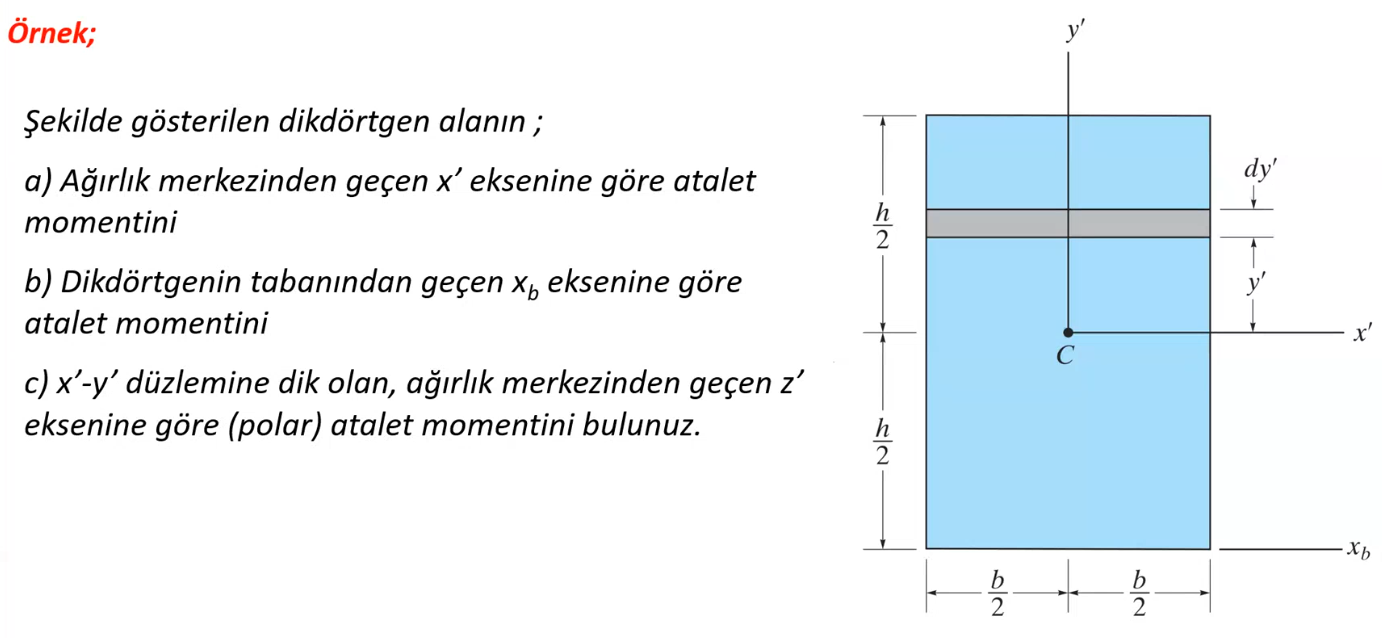 Örnek;
Şekilde gösterilen dikdörtgen alanın ;
a) Ağırlık merkezinden geçen x’ eksenine göre atalet
momentini
b) Dikdörtgenin tabanından geçen x_b eksenine göre
atalet momentini
c) x’-y’ düzlemine dik olan, ağırlık merkezinden geçen z’
eksenine göre (polar) atalet momentini bulunuz.
y′
dy′
h/2
y′
x′
C
h/2
x_b
b/2
b/2